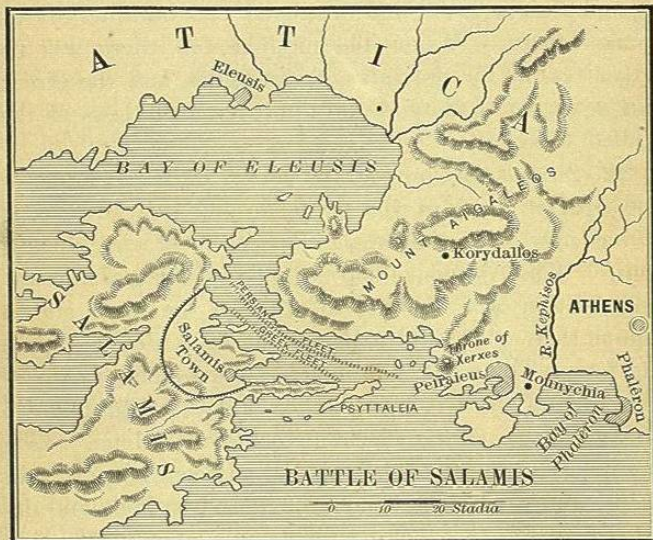 ATTICA
Eleusis
BAY OF ELEUSIS
MOUNT AIGALEOS
Korydallos
R. Kephisos
ATHENS
SALAMIS
Salamis
Town
PERSIAN FLEET
GREEK FLEET
Throne of
Xerxes
Peiraieus
Mounychia
Phaleron
Bay of
Phaleron
PSYTTALEIA
BATTLE OF SALAMIS
0 10 20 Stadia